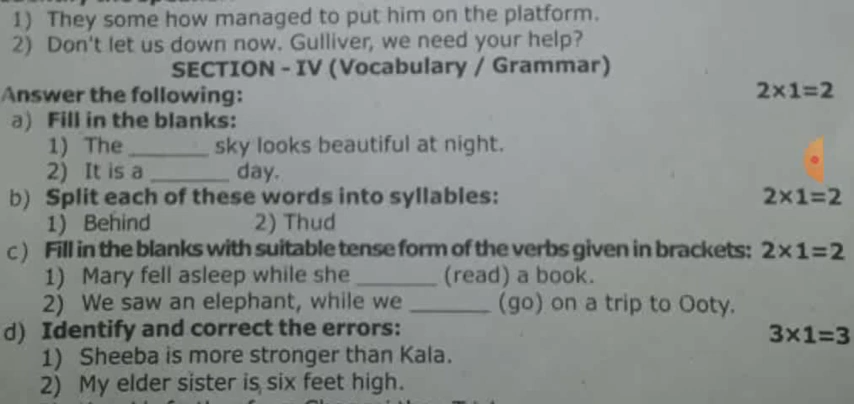 1) They some how managed to put him on the platform.
2) Don't let us down now. Gulliver, we need your help?
SECTION - IV (Vocabulary / Grammar)
Answer the following: 2×1=2
a) Fill in the blanks:
1) The ______ sky looks beautiful at night.
2) It is a ______ day.
b) Split each of these words into syllables: 2×1=2
1) Behind 2) Thud
c) Fill in the blanks with suitable tense form of the verbs given in brackets: 2×1=2
1) Mary fell asleep while she ______ (read) a book.
2) We saw an elephant, while we ______ (go) on a trip to Ooty.
d) Identify and correct the errors: 3×1=3
1) Sheeba is more stronger than Kala.
2) My elder sister is six feet high.